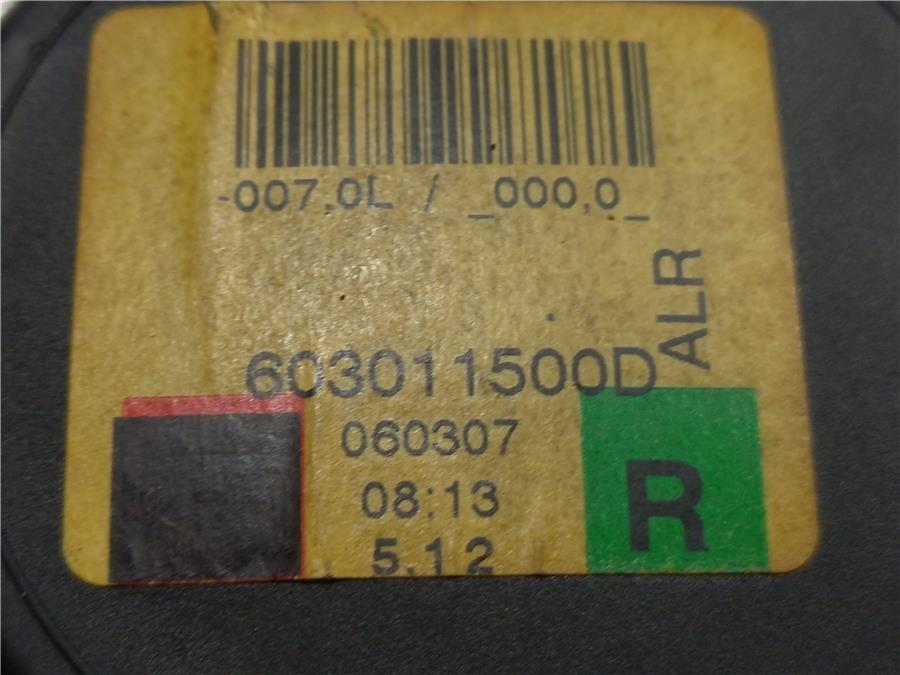 -007,0L / _000,0_
ALR
603011500D
060307
08:13
5.12
R